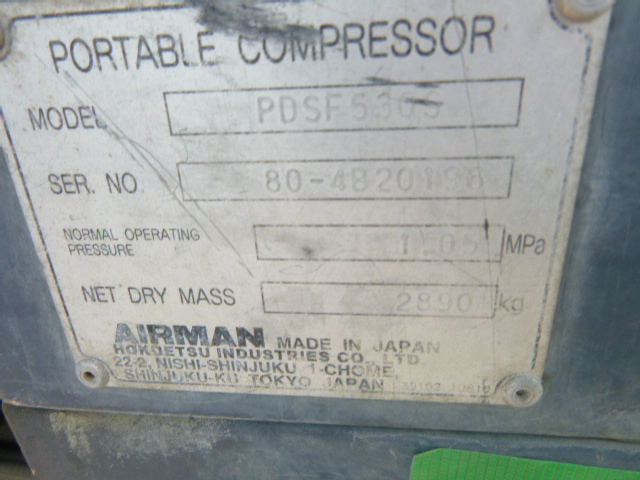 PORTABLE COMPRESSOR
MODEL PDSF530S
SER. NO. 80-4B20198
NORMAL OPERATING PRESSURE 1.05 MPa
NET DRY MASS 2890 kg
AIRMAN MADE IN JAPAN
HOKUETSU INDUSTRIES CO., LTD.
22-2, NISHI-SHINJUKU 1-CHOME,
SHINJUKU-KU TOKYO JAPAN